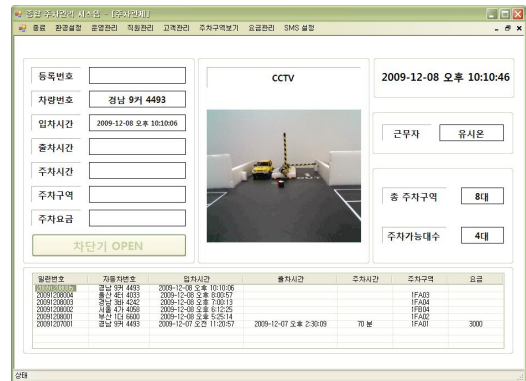 종료 주차관리 시스템 - [주차관제]
종료 환경설정 운영관리 직원관리 고객관리 주차구역보기 요금관리 SMS 설정
등록번호
차량번호 경남 9커 4493
입차시간 2009-12-08 오후 10:10:06
출차시간
주차시간
주차구역
주차요금
차단기 OPEN
CCTV
2009-12-08 오후 10:10:46
근무자 유시온
총 주차구역 8대
주차가능대수 4대
일련번호 자동차번호 입차시간 출차시간 주차시간 주차구역 요금
경남 9커 4493 2009-12-08 오후 10:10:06
20091208004 울산 4터 4033 2009-12-08 오후 8:00:57 1FA03
20091208003 경남 3바 4242 2009-12-08 오후 7:00:13 1FB04
20091208002 서울 4가 4058 2009-12-08 오후 6:12:25 1FB04
20091208001 부산 1더 6600 2009-12-08 오후 5:25:14 1FA02
20091207001 경남 9커 4493 2009-12-07 오전 11:20:57 2009-12-07 오후 2:30:09 70 분 1FA01 3000
상태